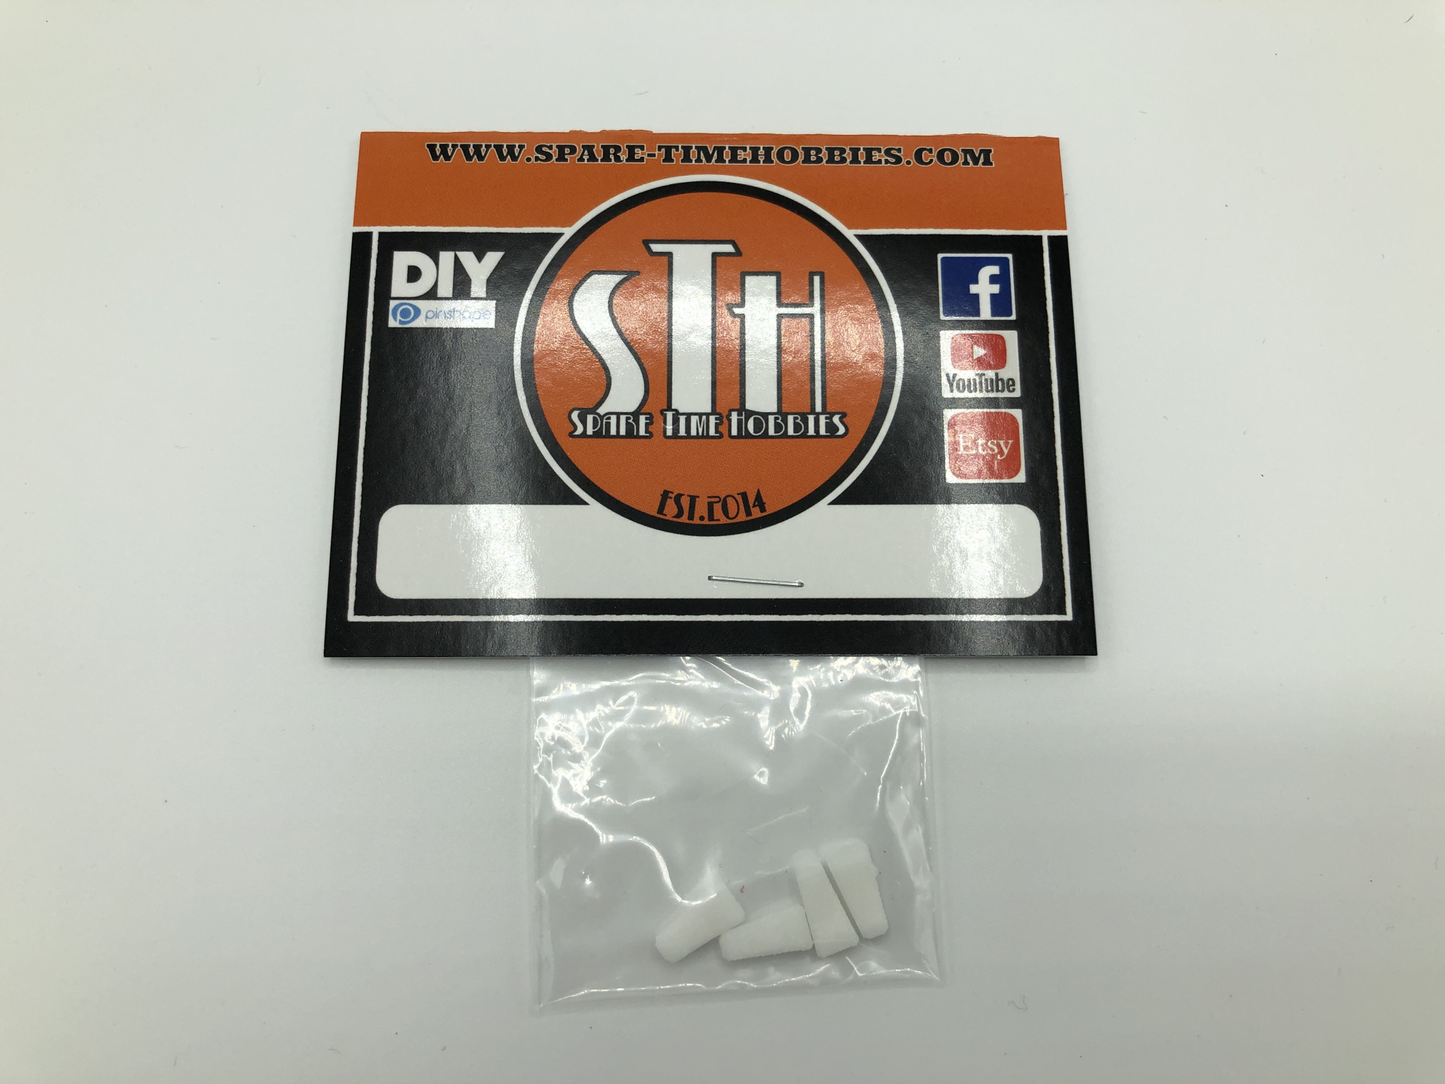 WWW.SPARE-TIMEHOBBIES.COM
DIY
pinshape
STH
SPARE TIME HOBBIES
EST.2014
f
YouTube
Etsy